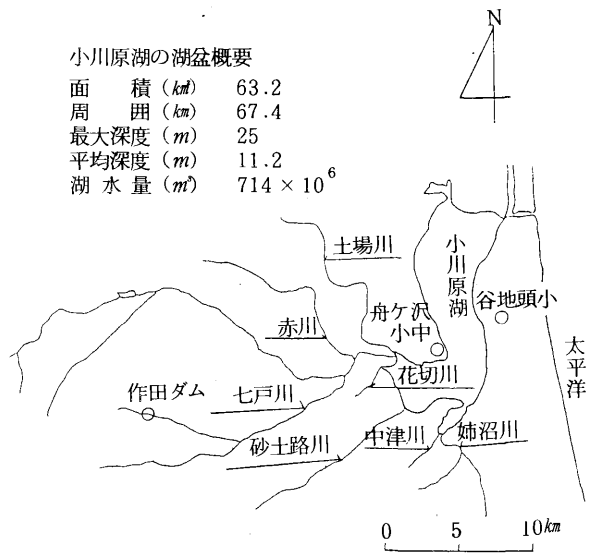 N
小川原湖の湖盆概要
面積(km²) 63.2
周囲(km) 67.4
最大深度(m) 25
平均深度(m) 11.2
湖水量(m³) 714 × 10⁶
土場川
小川原湖
谷地頭小
舟ケ沢
小中
赤川
太平洋
花切川
作田ダム
七戸川
砂土路川
中津川
姉沼川
0 5 10km